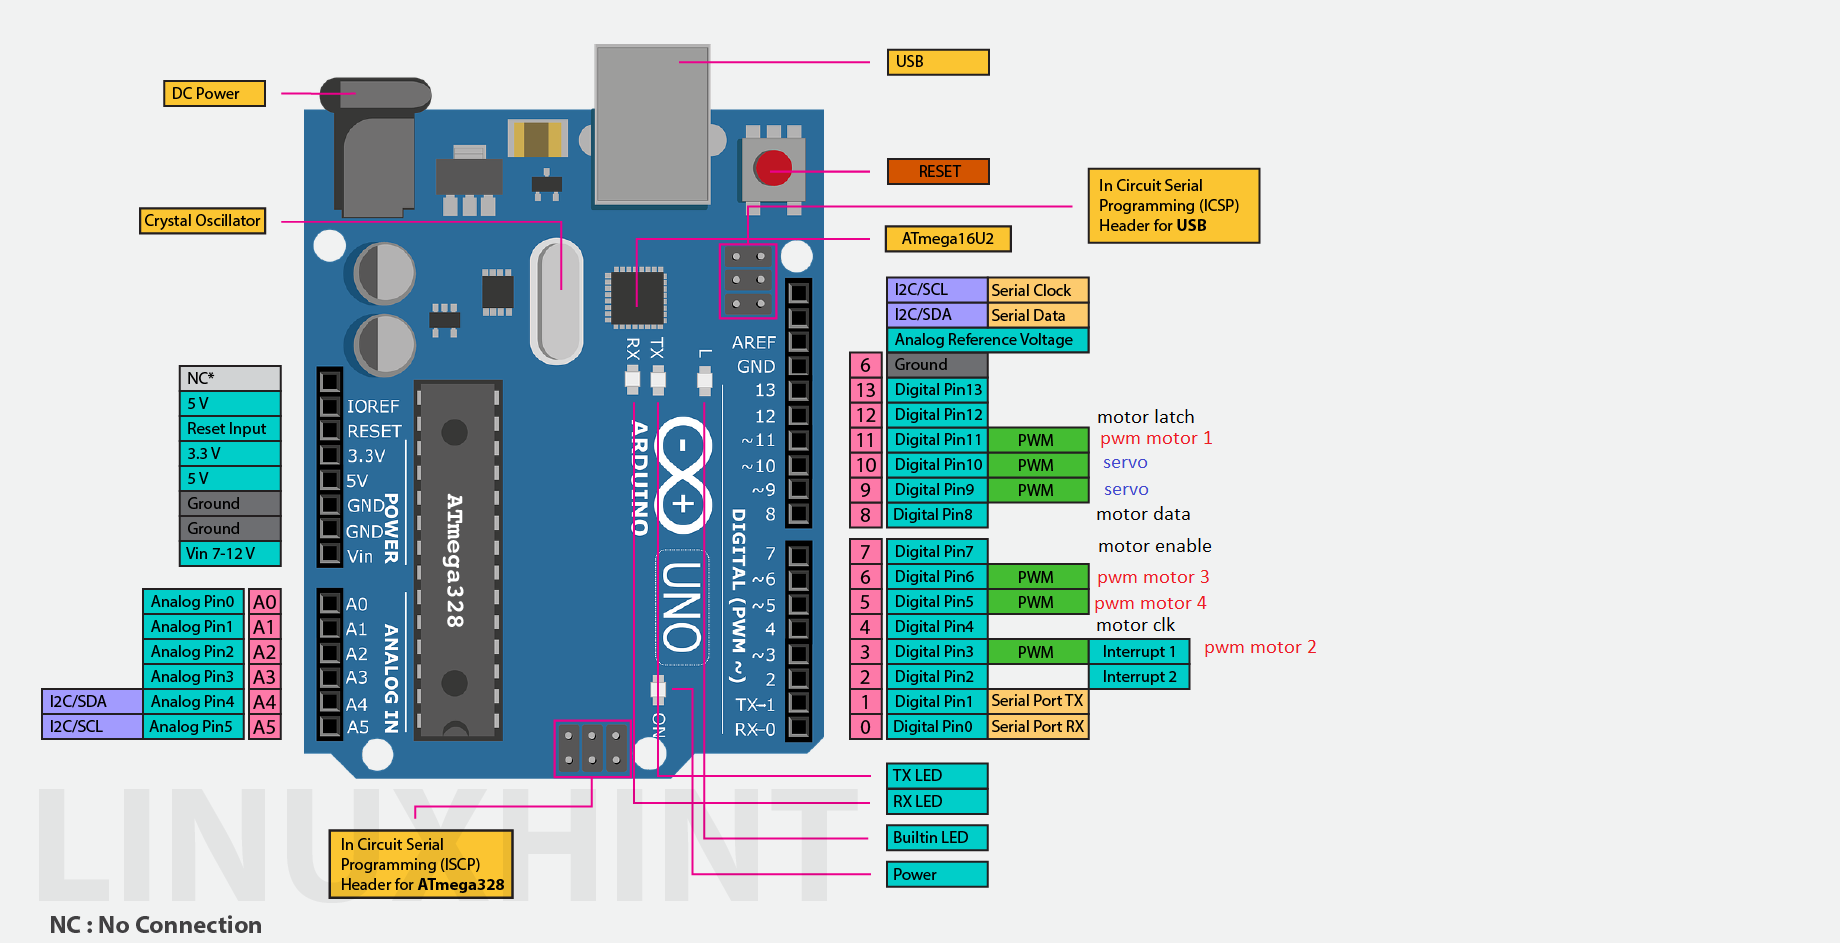 USB
DC Power
RESET
In Circuit Serial
Programming (ICSP)
Header for USB
Crystal Oscillator
ATmega16U2
I2C/SCL Serial Clock
I2C/SDA Serial Data
Analog Reference Voltage
6 Ground
13 Digital Pin13
12 Digital Pin12 motor latch
11 Digital Pin11 PWM pwm motor 1
10 Digital Pin10 PWM servo
9 Digital Pin9 PWM servo
8 Digital Pin8 motor data
7 Digital Pin7 motor enable
6 Digital Pin6 PWM pwm motor 3
5 Digital Pin5 PWM pwm motor 4
4 Digital Pin4 motor clk
3 Digital Pin3 PWM Interrupt 1 pwm motor 2
2 Digital Pin2 Interrupt 2
1 Digital Pin1 Serial Port TX
0 Digital Pin0 Serial Port RX
NC*
5 V
Reset Input
3.3 V
5 V
Ground
Ground
Vin 7-12 V
Analog Pin0 A0
Analog Pin1 A1
Analog Pin2 A2
Analog Pin3 A3
I2C/SDA Analog Pin4 A4
I2C/SCL Analog Pin5 A5
IOREF
RESET
3.3V
5V
GND
GND
Vin
POWER
A0
A1
A2
A3
A4
A5
ANALOG IN
ATmega328
RX
TX
L
ARDUINO
UNO
ON
AREF
GND
13
12
~11
~10
~9
8
7
~6
~5
4
~3
2
TX→1
RX←0
DIGITAL (PWM ~)
TX LED
RX LED
Builtin LED
Power
In Circuit Serial
Programming (ISCP)
Header for ATmega328
LINUXHINT
NC : No Connection